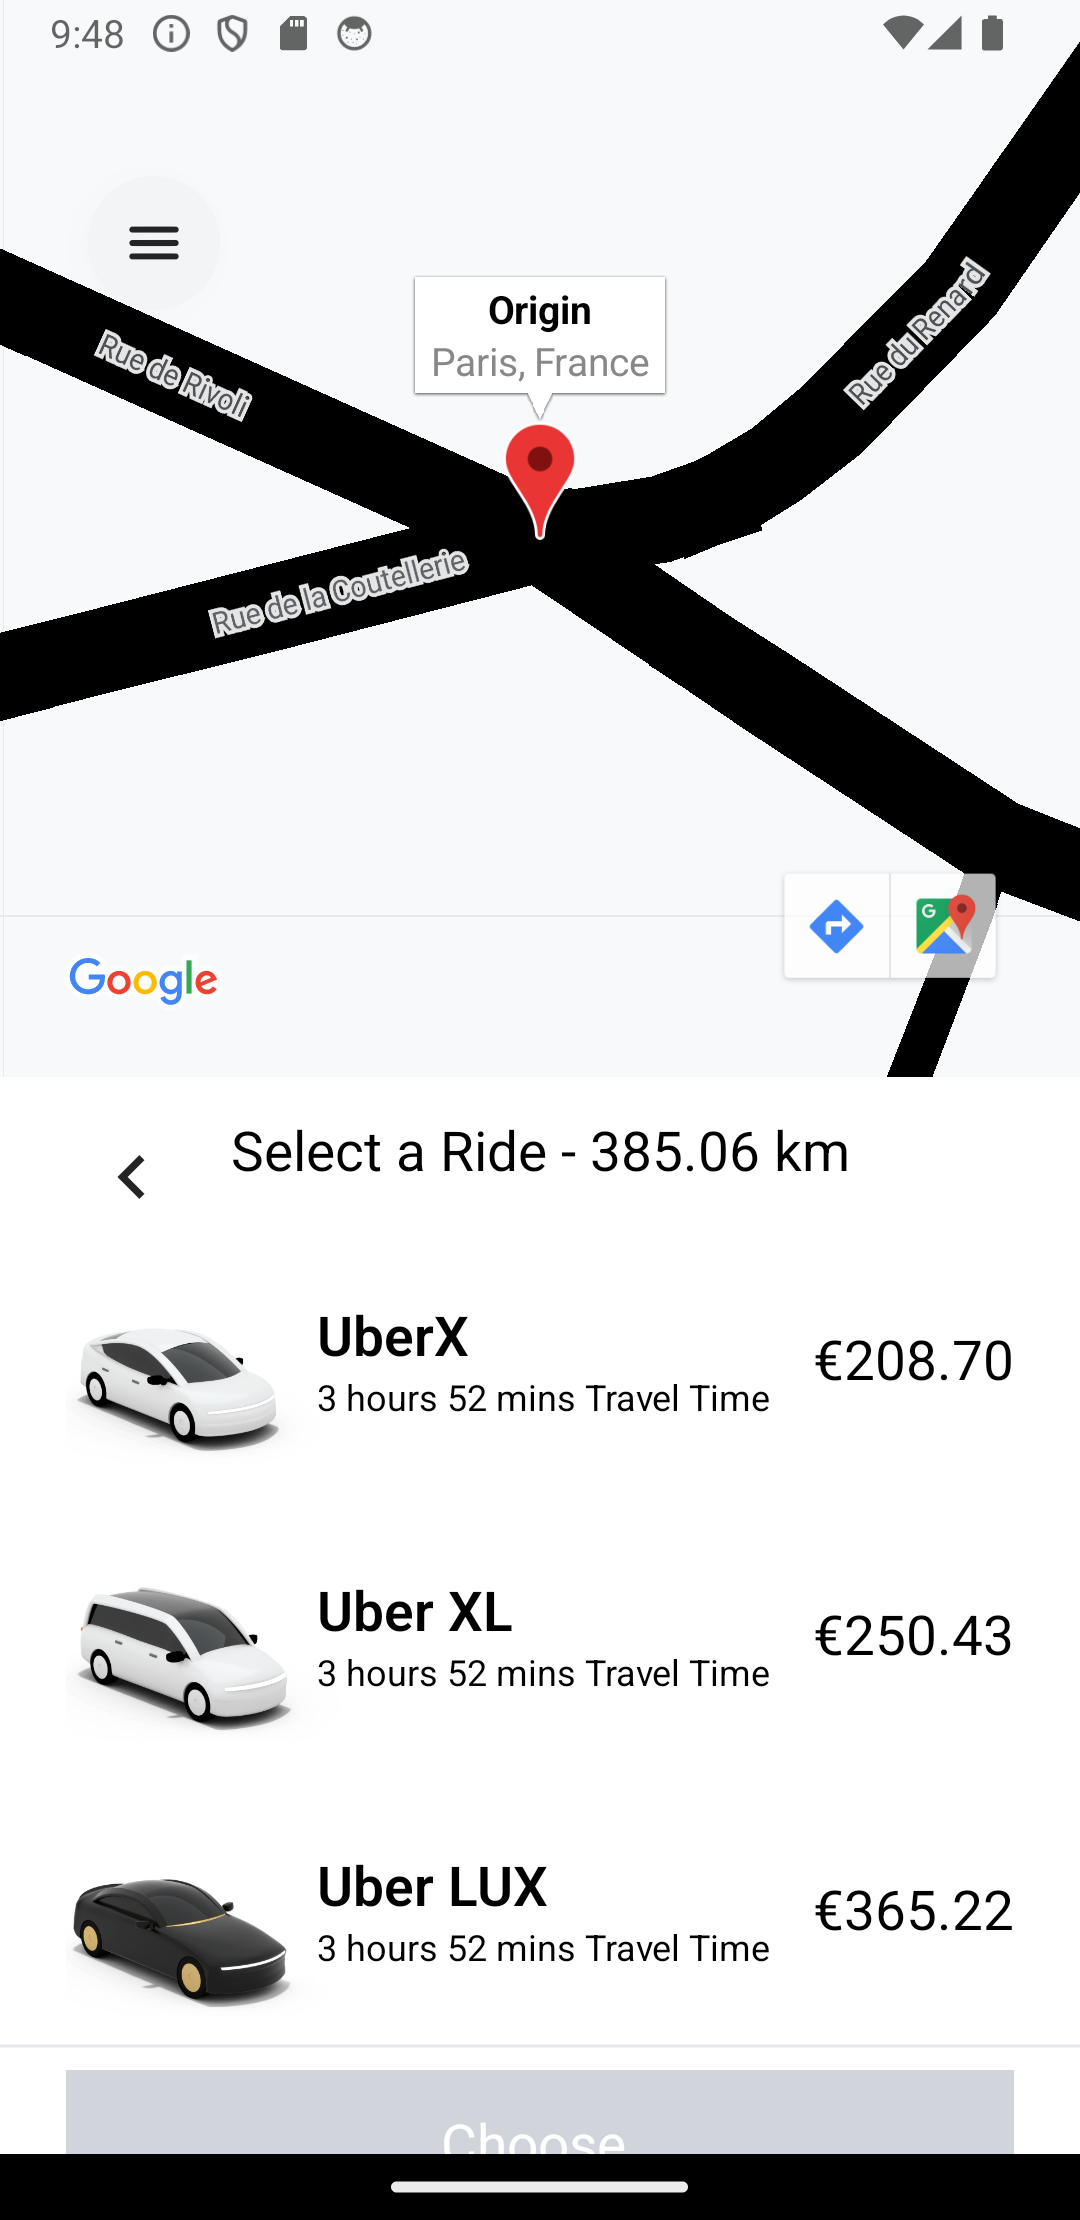 9:48
Origin
Paris, France
Rue du Renard
Rue de Rivoli
Rue de la Coutellerie
G
Google
Select a Ride - 385.06 km
UberX
3 hours 52 mins Travel Time
€208.70
Uber XL
3 hours 52 mins Travel Time
€250.43
Uber LUX
3 hours 52 mins Travel Time
€365.22
Choose